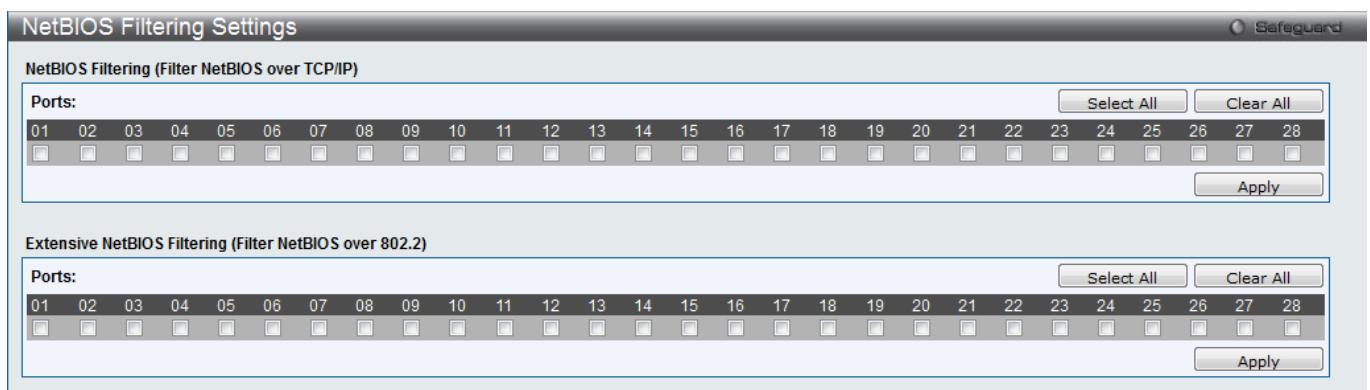 NetBIOS Filtering Settings Safeguard
NetBIOS Filtering (Filter NetBIOS over TCP/IP)
Ports: Select All Clear All
01 02 03 04 05 06 07 08 09 10 11 12 13 14 15 16 17 18 19 20 21 22 23 24 25 26 27 28
Apply
Extensive NetBIOS Filtering (Filter NetBIOS over 802.2)
Ports: Select All Clear All
01 02 03 04 05 06 07 08 09 10 11 12 13 14 15 16 17 18 19 20 21 22 23 24 25 26 27 28
Apply